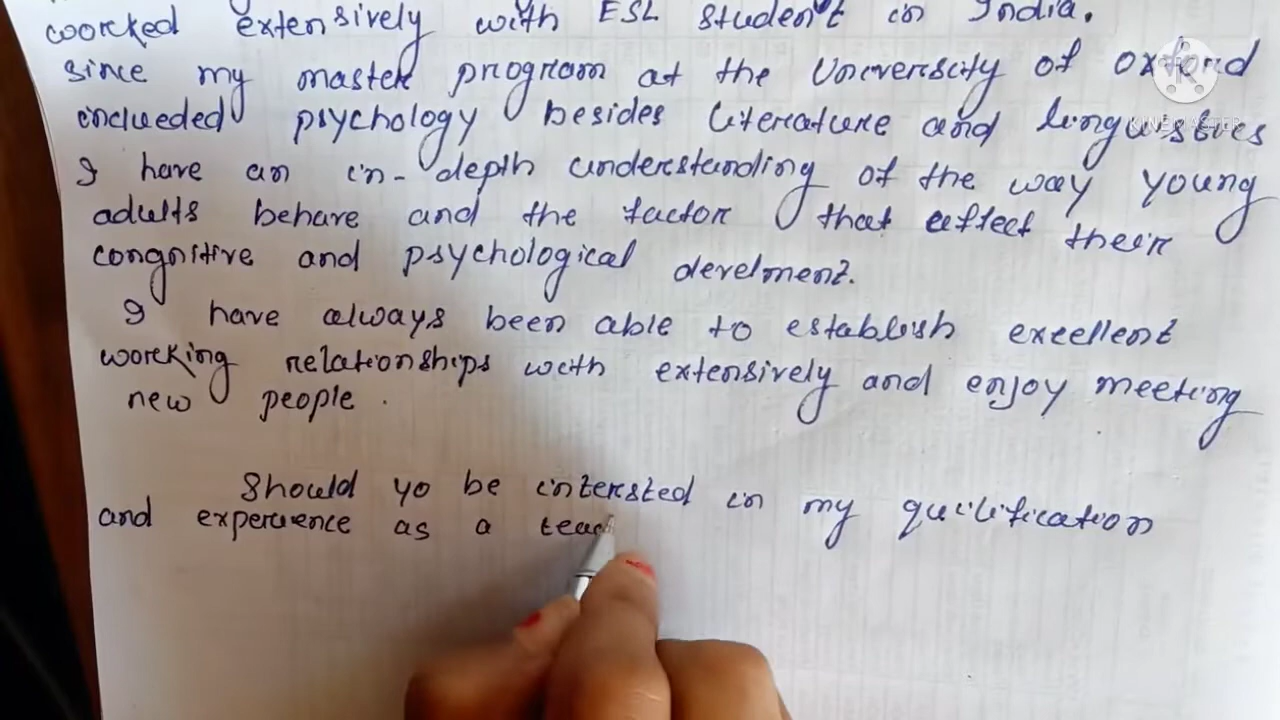 worked extensively with ESL student in India.
since my master program at the University of oxford
inclueded psychology besides literature and linguistics
I have an in-depth understanding of the way young
adults behave and the factor that effect their
congnitive and psychological develment.
I have always been able to establish excellent
working relationships with extensively and enjoy meeting
new people.
Should yo be intersted in my qulification
and experience as a teac
KINEMASTER